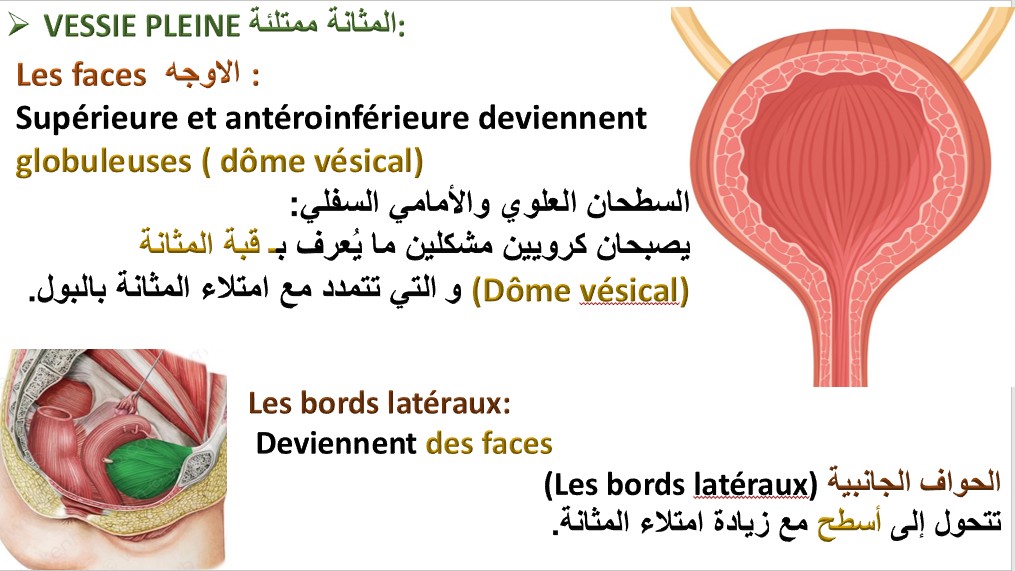 ➢ VESSIE PLEINE المثانة ممتلئة:
Les faces الاوجه :
Supérieure et antéroinférieure deviennent
globuleuses ( dôme vésical)
السطحان العلوي والأمامي السفلي:
يصبحان كرويين مشكلين ما يُعرف بـ قبة المثانة
(Dôme vésical) و التي تتمدد مع امتلاء المثانة بالبول.
Les bords latéraux:
Deviennent des faces
الحواف الجانبية (Les bords latéraux)
تتحول إلى أسطح مع زيادة امتلاء المثانة.